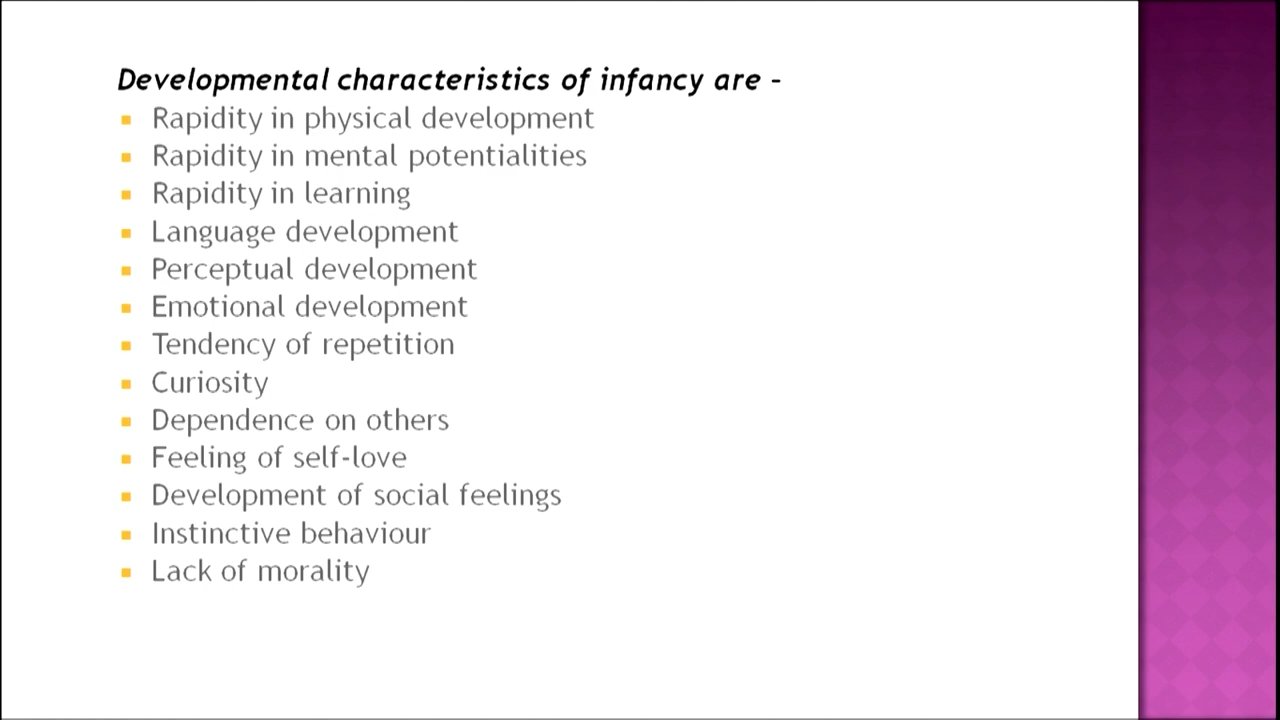 Developmental characteristics of infancy are -
Rapidity in physical development
Rapidity in mental potentialities
Rapidity in learning
Language development
Perceptual development
Emotional development
Tendency of repetition
Curiosity
Dependence on others
Feeling of self-love
Development of social feelings
Instinctive behaviour
Lack of morality